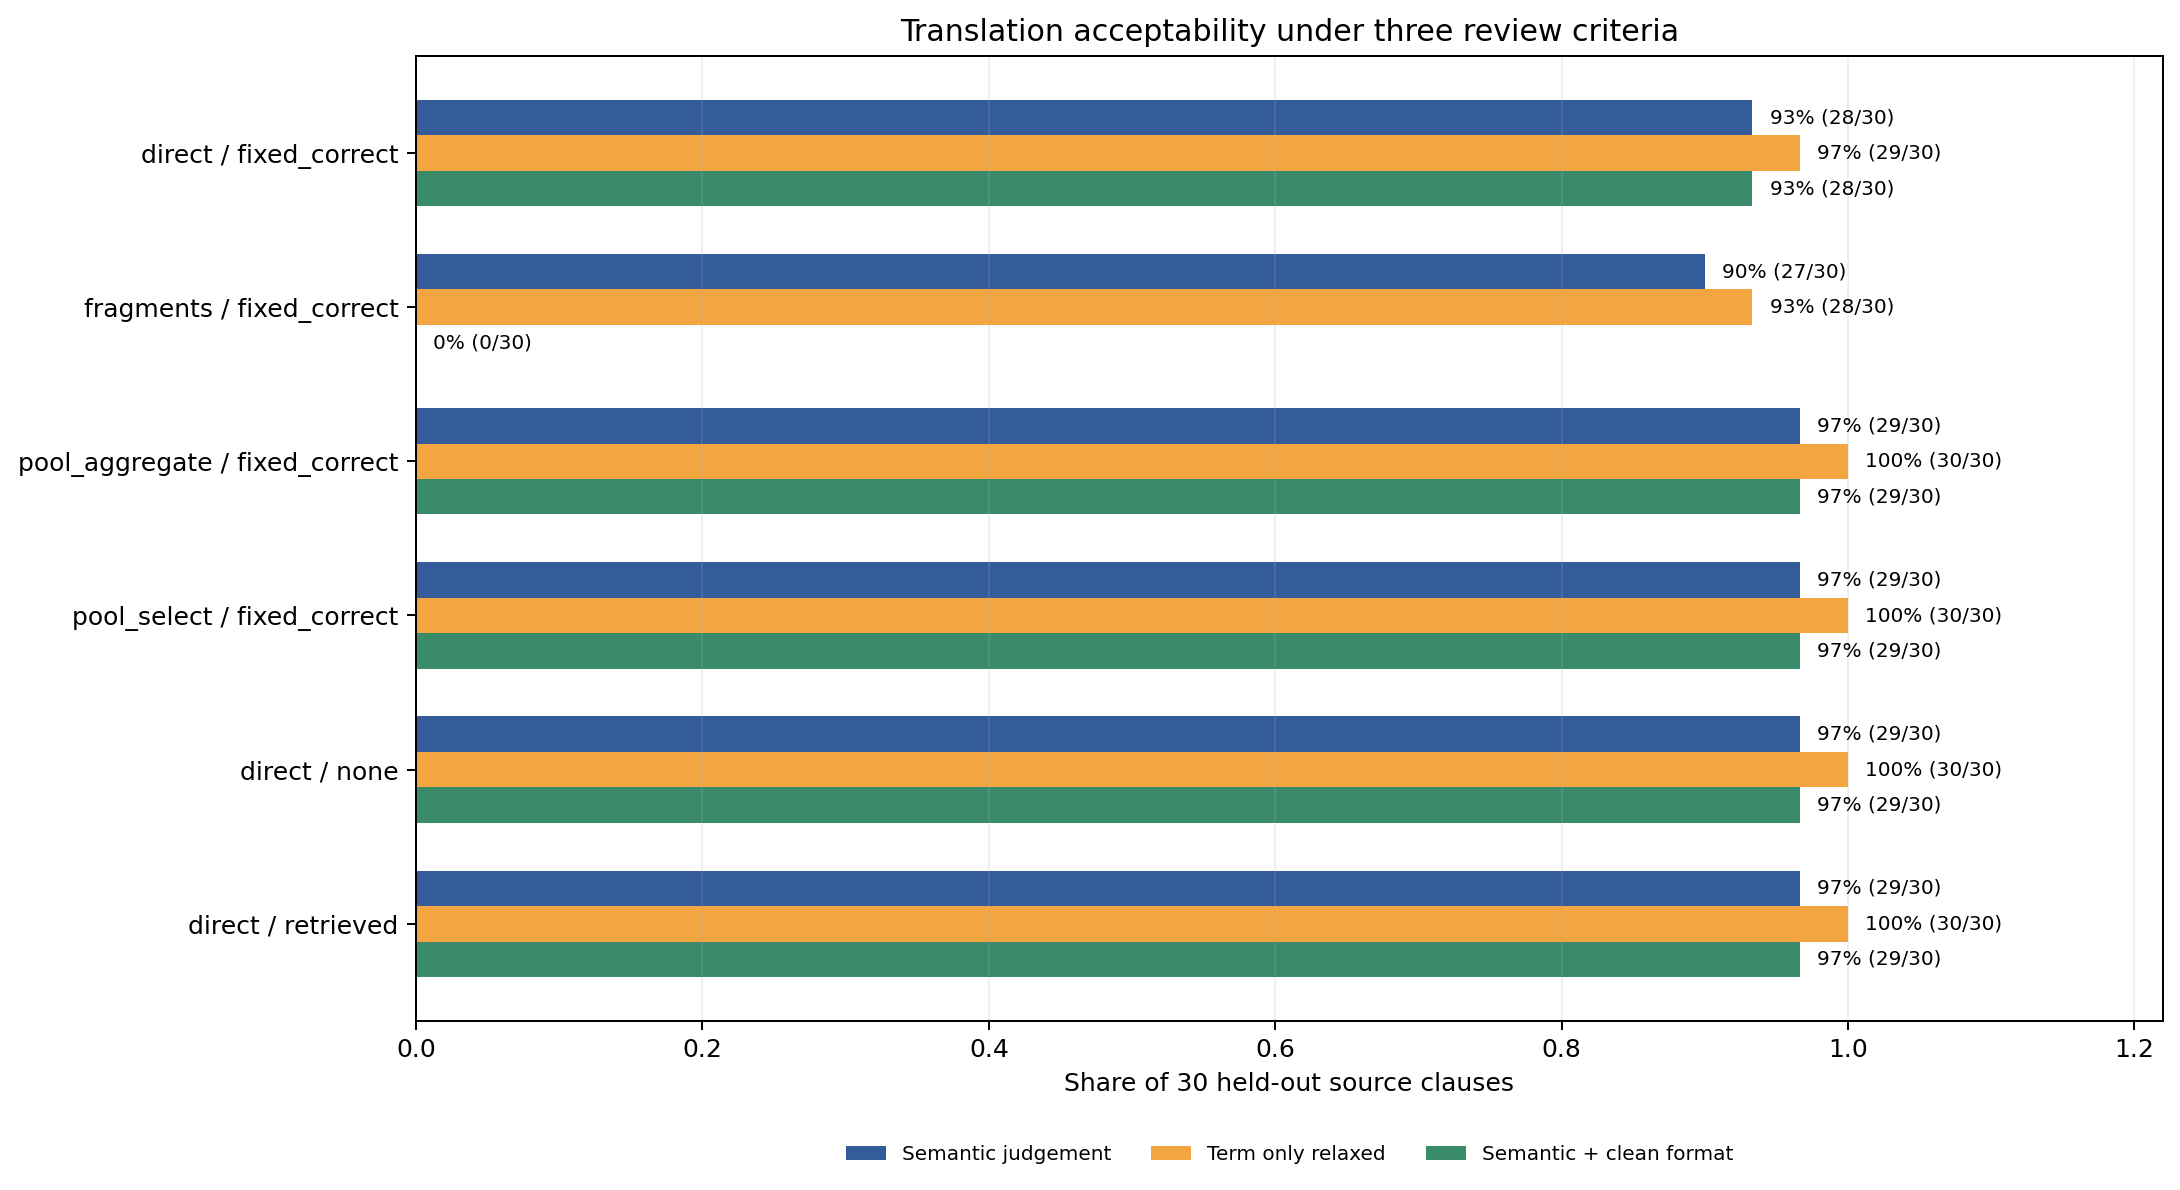 Translation acceptability under three review criteria
direct / fixed_correct
93% (28/30)
97% (29/30)
93% (28/30)
fragments / fixed_correct
90% (27/30)
93% (28/30)
0% (0/30)
pool_aggregate / fixed_correct
97% (29/30)
100% (30/30)
97% (29/30)
pool_select / fixed_correct
97% (29/30)
100% (30/30)
97% (29/30)
direct / none
97% (29/30)
100% (30/30)
97% (29/30)
direct / retrieved
97% (29/30)
100% (30/30)
97% (29/30)
0.0 0.2 0.4 0.6 0.8 1.0 1.2
Share of 30 held-out source clauses
Semantic judgement Term only relaxed Semantic + clean format